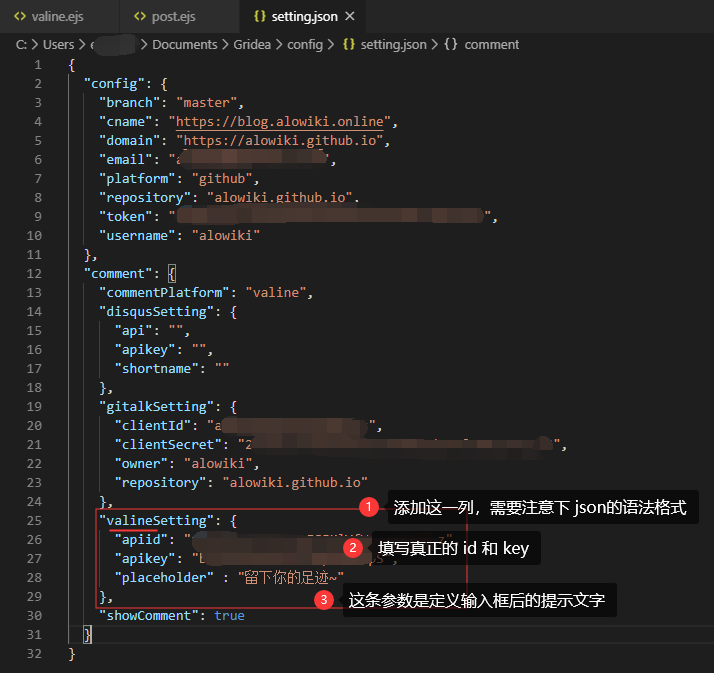 valine.ejs post.ejs {} setting.json ×
C: > Users > > Documents > Gridea > config > {} setting.json > {} comment
1 {
2 "config": {
3 "branch": "master",
4 "cname": "https://blog.alowiki.online",
5 "domain": "https://alowiki.github.io",
6 "email": "a ",
7 "platform": "github",
8 "repository": "alowiki.github.io",
9 "token": " ",
10 "username": "alowiki"
11 },
12 "comment": {
13 "commentPlatform": "valine",
14 "disqusSetting": {
15 "api": "",
16 "apikey": "",
17 "shortname": ""
18 },
19 "gitalkSetting": {
20 "clientId": "a ",
21 "clientSecret": "2 ",
22 "owner": "alowiki",
23 "repository": "alowiki.github.io"
24 },
1 添加这一列，需要注意下 json的语法格式
25 "valineSetting": {
26 "apiid": "
2 填写真正的 id 和 key
27 "apikey": "
28 "placeholder" : "留下你的足迹~"
29 },
3 这条参数是定义输入框后的提示文字
30 "showComment": true
31 }
32 }